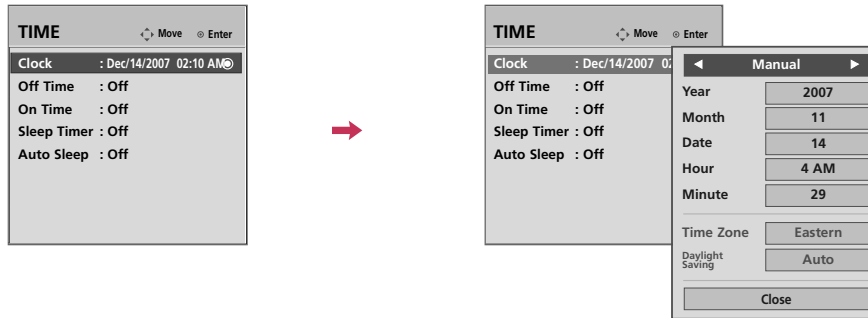 TIME Move Enter
Clock : Dec/14/2007 02:10 AM
Off Time : Off
On Time : Off
Sleep Timer : Off
Auto Sleep : Off
TIME Move Enter
Clock : Dec/14/2007
Off Time : Off
On Time : Off
Sleep Timer : Off
Auto Sleep : Off
Manual
Year 2007
Month 11
Date 14
Hour 4 AM
Minute 29
Time Zone Eastern
Daylight
Saving Auto
Close